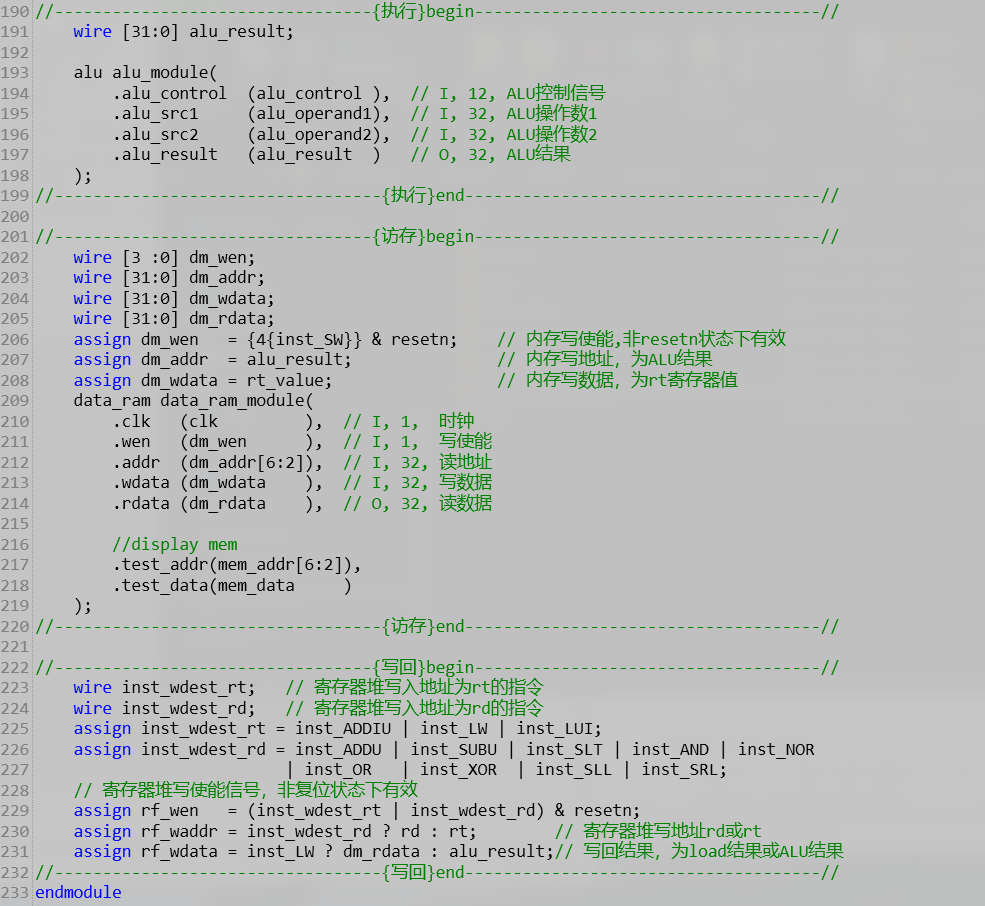 190 //---------------------------------{执行}begin------------------------------------//
191     wire [31:0] alu_result;
192
193     alu alu_module(
194         .alu_control  (alu_control ),  // I, 12, ALU控制信号
195         .alu_src1     (alu_operand1),  // I, 32, ALU操作数1
196         .alu_src2     (alu_operand2),  // I, 32, ALU操作数2
197         .alu_result   (alu_result  )   // O, 32, ALU结果
198     );
199 //----------------------------------{执行}end-------------------------------------//
200
201 //---------------------------------{访存}begin------------------------------------//
202     wire [3 :0] dm_wen;
203     wire [31:0] dm_addr;
204     wire [31:0] dm_wdata;
205     wire [31:0] dm_rdata;
206     assign dm_wen   = {4{inst_SW}} & resetn;    // 内存写使能,非resetn状态下有效
207     assign dm_addr  = alu_result;               // 内存写地址，为ALU结果
208     assign dm_wdata = rt_value;                 // 内存写数据，为rt寄存器值
209     data_ram data_ram_module(
210         .clk   (clk         ),  // I, 1,  时钟
211         .wen   (dm_wen      ),  // I, 1,  写使能
212         .addr  (dm_addr[6:2]),  // I, 32, 读地址
213         .wdata (dm_wdata    ),  // I, 32, 写数据
214         .rdata (dm_rdata    ),  // O, 32, 读数据
215
216         //display mem
217         .test_addr(mem_addr[6:2]),
218         .test_data(mem_data     )
219     );
220 //----------------------------------{访存}end-------------------------------------//
221
222 //---------------------------------{写回}begin------------------------------------//
223     wire inst_wdest_rt;   // 寄存器堆写入地址为rt的指令
224     wire inst_wdest_rd;   // 寄存器堆写入地址为rd的指令
225     assign inst_wdest_rt = inst_ADDIU | inst_LW | inst_LUI;
226     assign inst_wdest_rd = inst_ADDU | inst_SUBU | inst_SLT | inst_AND | inst_NOR
227                           | inst_OR   | inst_XOR  | inst_SLL | inst_SRL;
228     // 寄存器堆写使能信号，非复位状态下有效
229     assign rf_wen   = (inst_wdest_rt | inst_wdest_rd) & resetn;
230     assign rf_waddr = inst_wdest_rd ? rd : rt;        // 寄存器堆写地址rd或rt
231     assign rf_wdata = inst_LW ? dm_rdata : alu_result;// 写回结果，为load结果或ALU结果
232 //----------------------------------{写回}end-------------------------------------//
233 endmodule